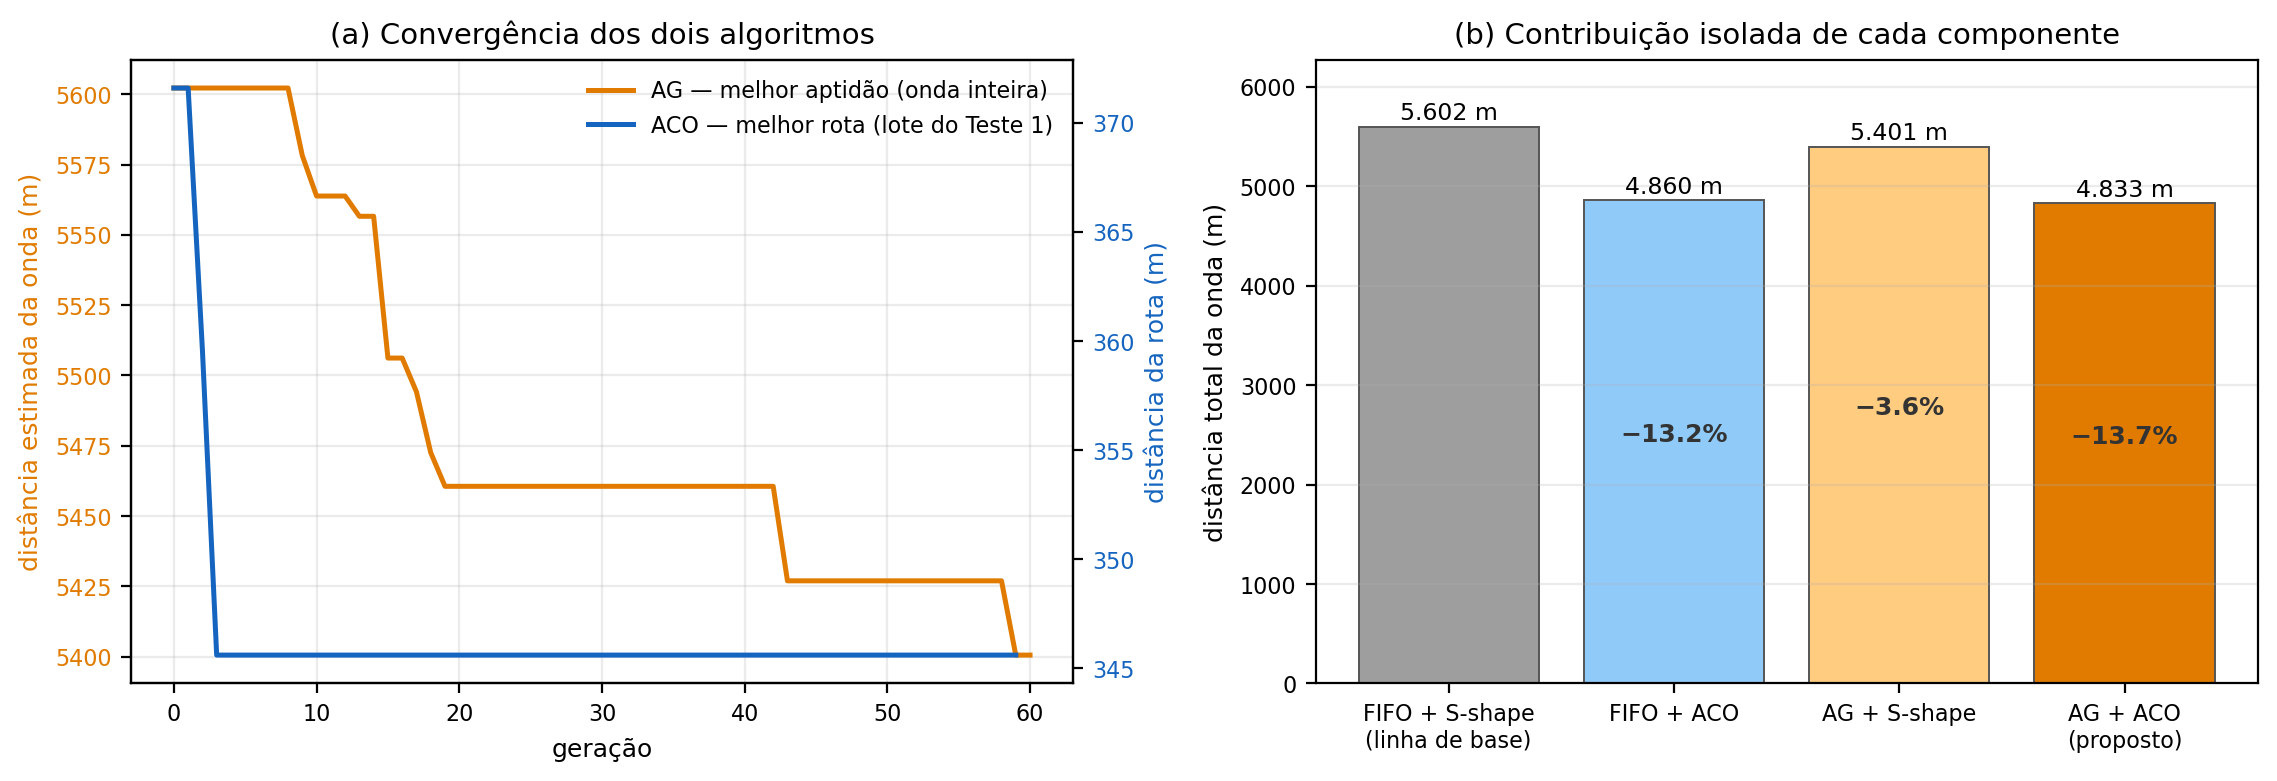 (a) Convergência dos dois algoritmos
AG — melhor aptidão (onda inteira)
ACO — melhor rota (lote do Teste 1)
distância estimada da onda (m)
5600
5575
5550
5525
5500
5475
5450
5425
5400
370
365
360
355
350
345
distância da rota (m)
0 10 20 30 40 50 60
geração
(b) Contribuição isolada de cada componente
distância total da onda (m)
6000
5000
4000
3000
2000
1000
0
5.602 m
4.860 m
5.401 m
4.833 m
−13.2%
−3.6%
−13.7%
FIFO + S-shape
(linha de base)
FIFO + ACO
AG + S-shape
AG + ACO
(proposto)